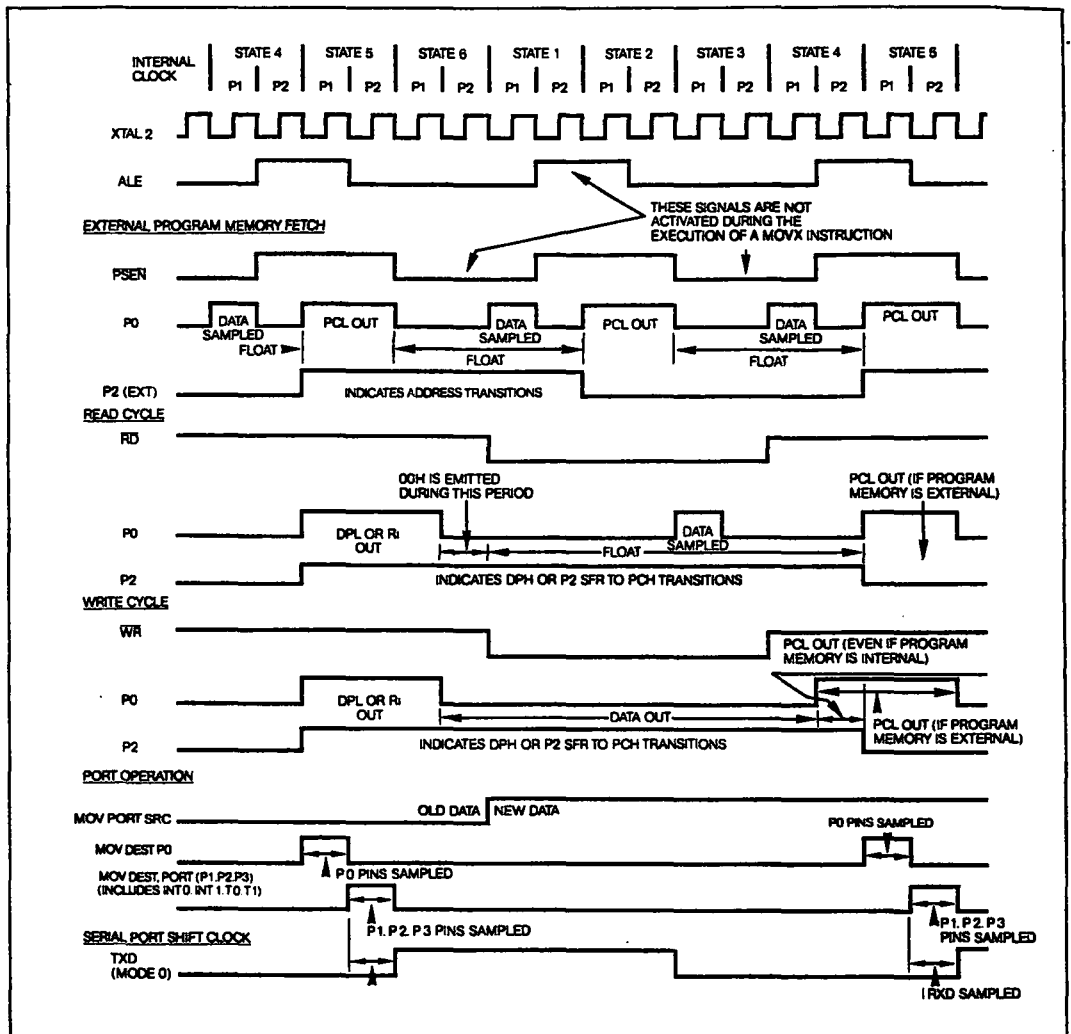 INTERNAL CLOCK
STATE 4 STATE 5 STATE 6 STATE 1 STATE 2 STATE 3 STATE 4 STATE 5
P1 P2 P1 P2 P1 P2 P1 P2 P1 P2 P1 P2 P1 P2 P1 P2
XTAL 2
ALE
THESE SIGNALS ARE NOT
ACTIVATED DURING THE
EXECUTION OF A MOVX INSTRUCTION
EXTERNAL PROGRAM MEMORY FETCH
PSEN
P0
DATA SAMPLED
PCL OUT
DATA SAMPLED
PCL OUT
DATA SAMPLED
PCL OUT
FLOAT
FLOAT
FLOAT
P2 (EXT)
INDICATES ADDRESS TRANSITIONS
READ CYCLE
RD
00H IS EMITTED
DURING THIS PERIOD
PCL OUT (IF PROGRAM
MEMORY IS EXTERNAL)
P0
DPL OR Ri
OUT
DATA SAMPLED
FLOAT
P2
INDICATES DPH OR P2 SFR TO PCH TRANSITIONS
WRITE CYCLE
WR
PCL OUT (EVEN IF PROGRAM
MEMORY IS INTERNAL)
P0
DPL OR Ri
OUT
DATA OUT
PCL OUT (IF PROGRAM
MEMORY IS EXTERNAL)
P2
INDICATES DPH OR P2 SFR TO PCH TRANSITIONS
PORT OPERATION
MOV PORT SRC
OLD DATA NEW DATA
MOV DEST P0
P0 PINS SAMPLED
P0 PINS SAMPLED
MOV DEST, PORT (P1.P2.P3)
(INCLUDES INT0. INT 1. T0. T1)
P1. P2. P3 PINS SAMPLED
P1. P2. P3
PINS SAMPLED
SERIAL PORT SHIFT CLOCK
TXD
(MODE 0)
RXD SAMPLED